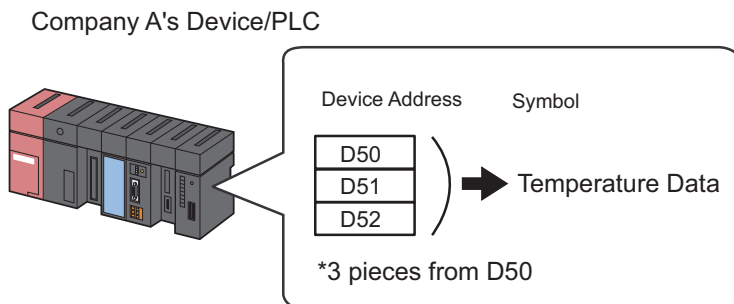 Company A's Device/PLC
Device Address Symbol
D50
D51
D52
Temperature Data
*3 pieces from D50